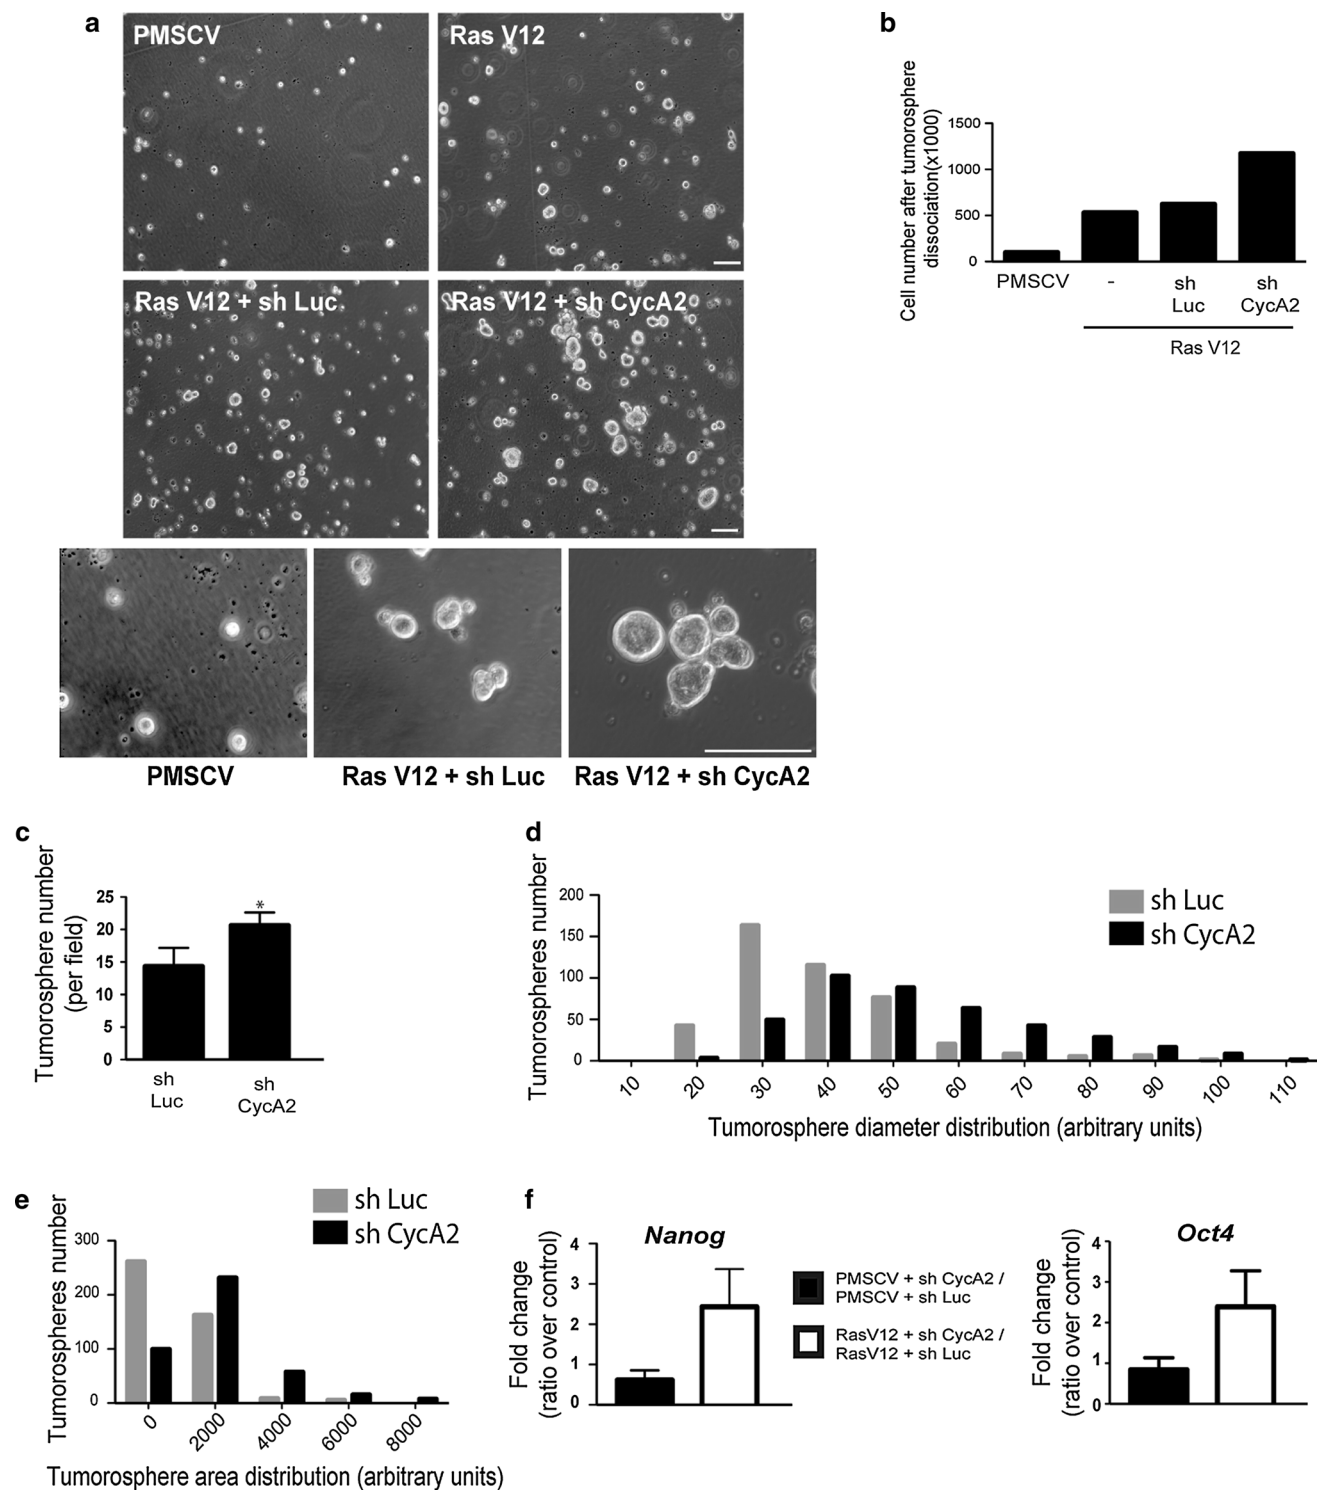 a
PMSCV
Ras V12
Ras V12 + sh Luc
Ras V12 + sh CycA2
PMSCV
Ras V12 + sh Luc
Ras V12 + sh CycA2
b
Cell number after tumorosphere
dissociation(x1000)
1500
1000
500
0
PMSCV
-
sh
Luc
sh
CycA2
Ras V12
c
Tumorosphere number
(per field)
25
20
15
10
5
0
*
sh
Luc
sh
CycA2
d
Tumorospheres number
200
150
100
50
0
sh Luc
sh CycA2
10
20
30
40
50
60
70
80
90
100
110
Tumorosphere diameter distribution (arbitrary units)
e
Tumorospheres number
300
200
100
0
sh Luc
sh CycA2
0
2000
4000
6000
8000
Tumorosphere area distribution (arbitrary units)
f
Nanog
Fold change
(ratio over control)
4
3
2
1
0
PMSCV + sh CycA2 /
PMSCV + sh Luc
RasV12 + sh CycA2 /
RasV12 + sh Luc
Oct4
Fold change
(ratio over control)
4
3
2
1
0